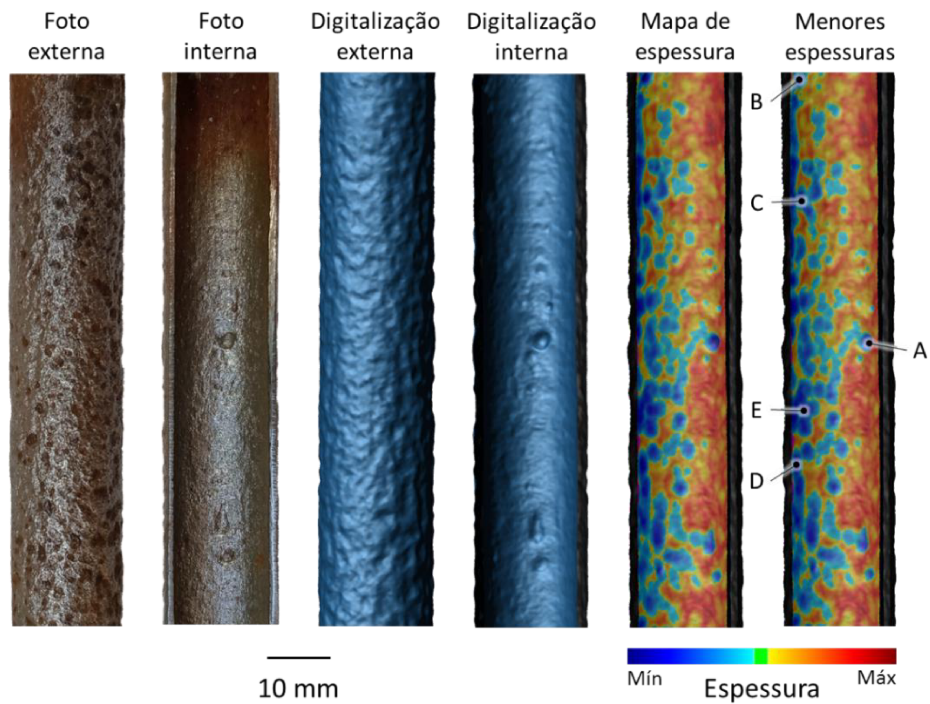 Foto
externa
Foto
interna
Digitalização
externa
Digitalização
interna
Mapa de
espessura
Menores
espessuras
B
C
A
E
D
10 mm
Mín
Espessura
Máx